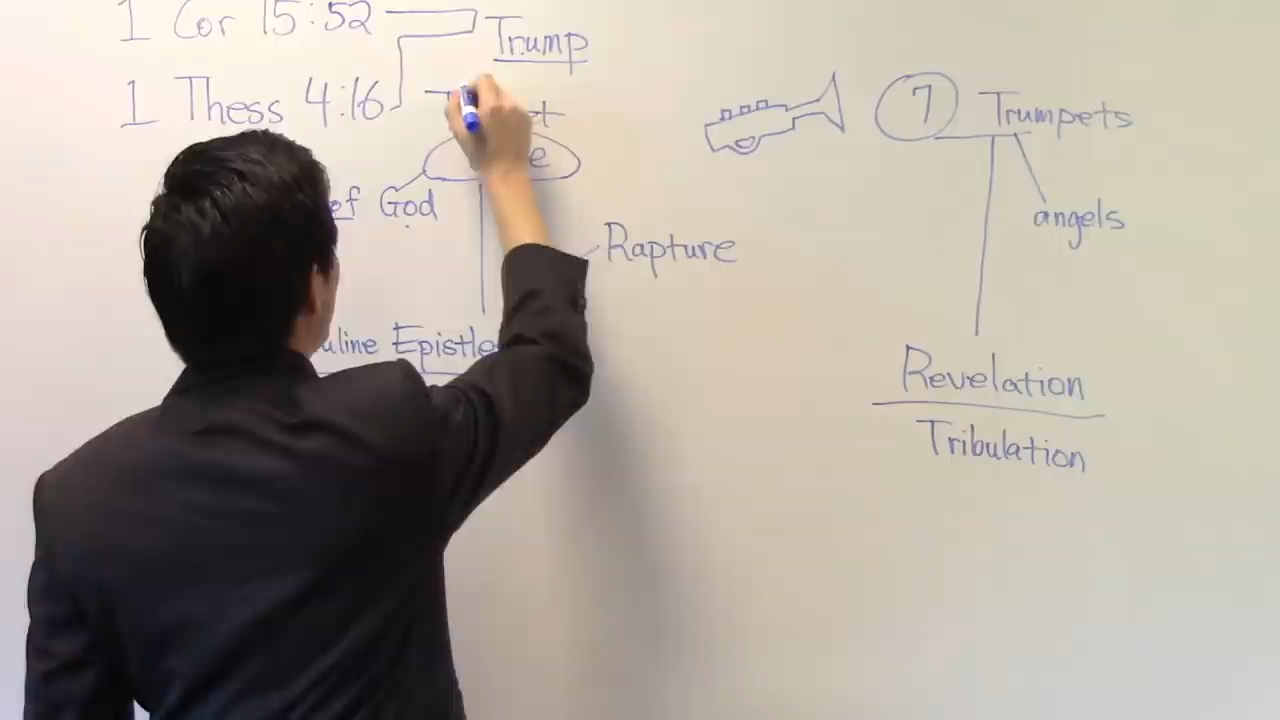 1 Cor 15:52
Trump
1 Thess 4:16
7 Trumpets
God
angels
Rapture
Epistle
Revelation
Tribulation